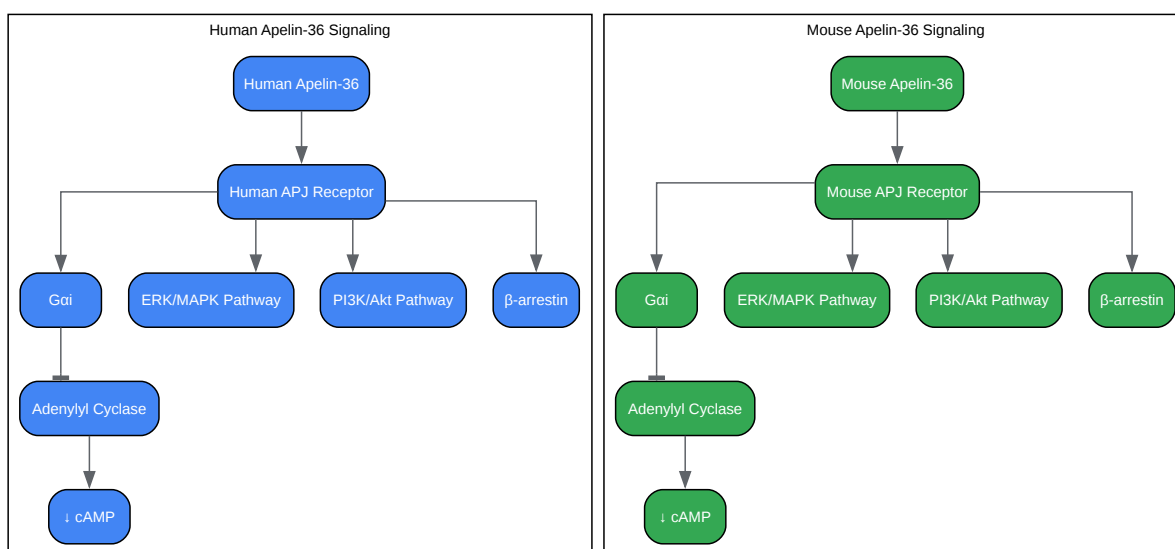 Human Apelin-36 Signaling
Human Apelin-36
Human APJ Receptor
Gαi
ERK/MAPK Pathway
PI3K/Akt Pathway
β-arrestin
Adenylyl Cyclase
↓ cAMP
Mouse Apelin-36 Signaling
Mouse Apelin-36
Mouse APJ Receptor
Gαi
ERK/MAPK Pathway
PI3K/Akt Pathway
β-arrestin
Adenylyl Cyclase
↓ cAMP